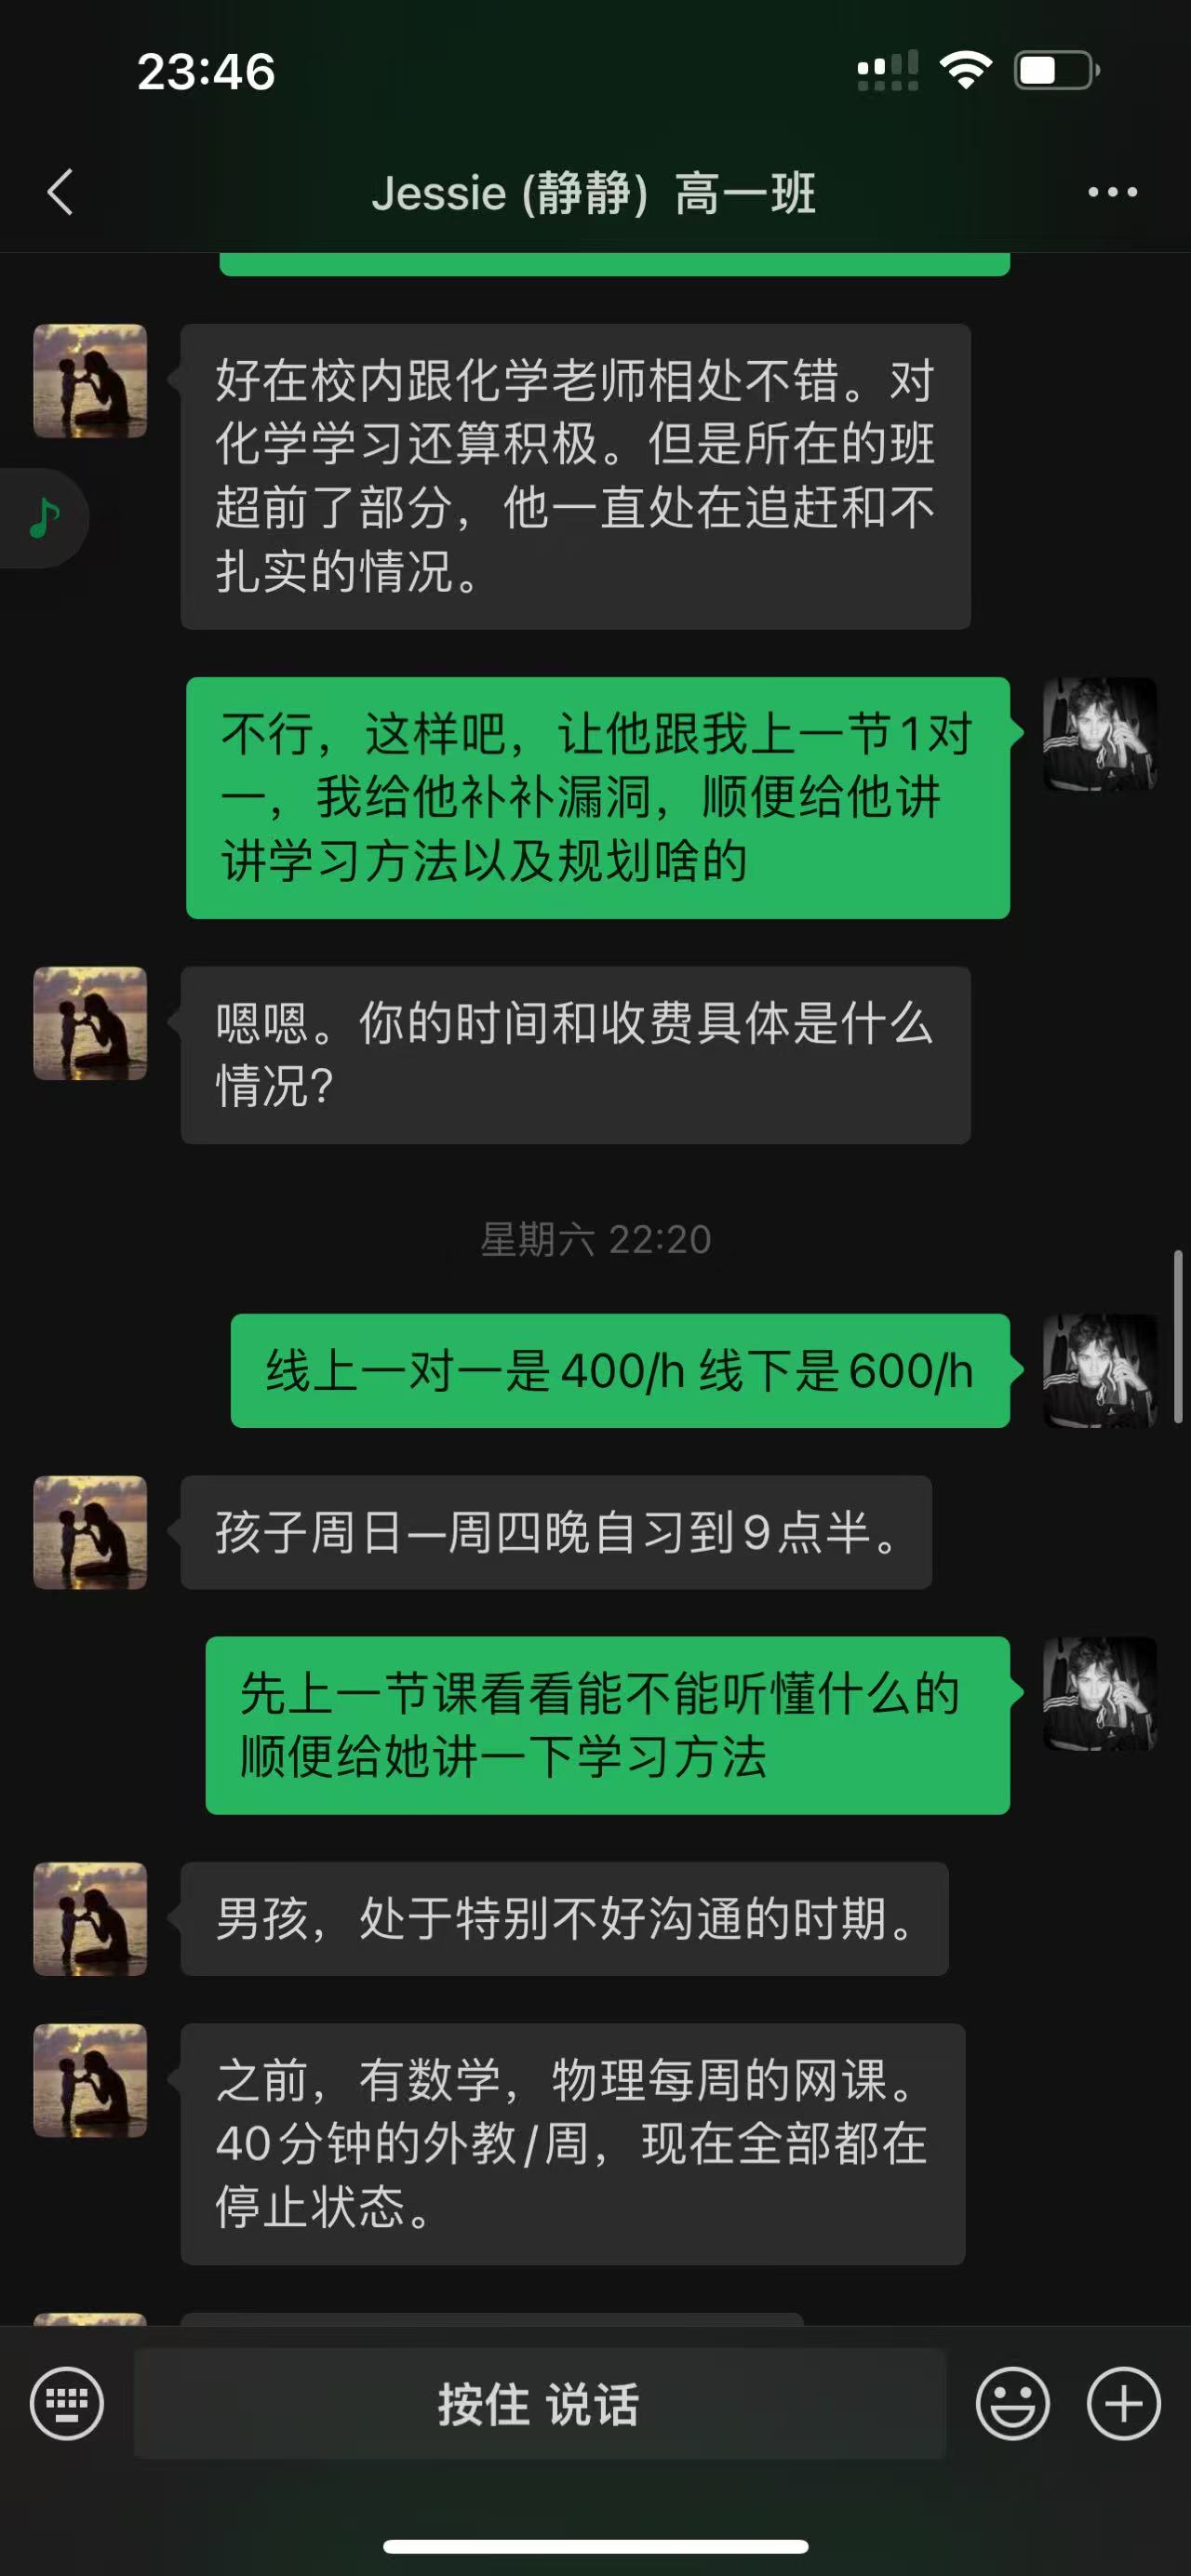 23:46
Jessie (静静) 高一班
好在校内跟化学老师相处不错。对
化学学习还算积极。但是所在的班
超前了部分，他一直处在追赶和不
扎实的情况。
不行，这样吧，让他跟我上一节1对
一，我给他补补漏洞，顺便给他讲
讲学习方法以及规划啥的
嗯嗯。你的时间和收费具体是什么
情况?
星期六 22:20
线上一对一是400/h 线下是600/h
孩子周日—周四晚自习到9点半。
先上一节课看看能不能听懂什么的
顺便给她讲一下学习方法
男孩，处于特别不好沟通的时期。
之前，有数学，物理每周的网课。
40分钟的外教/周，现在全部都在
停止状态。
按住 说话